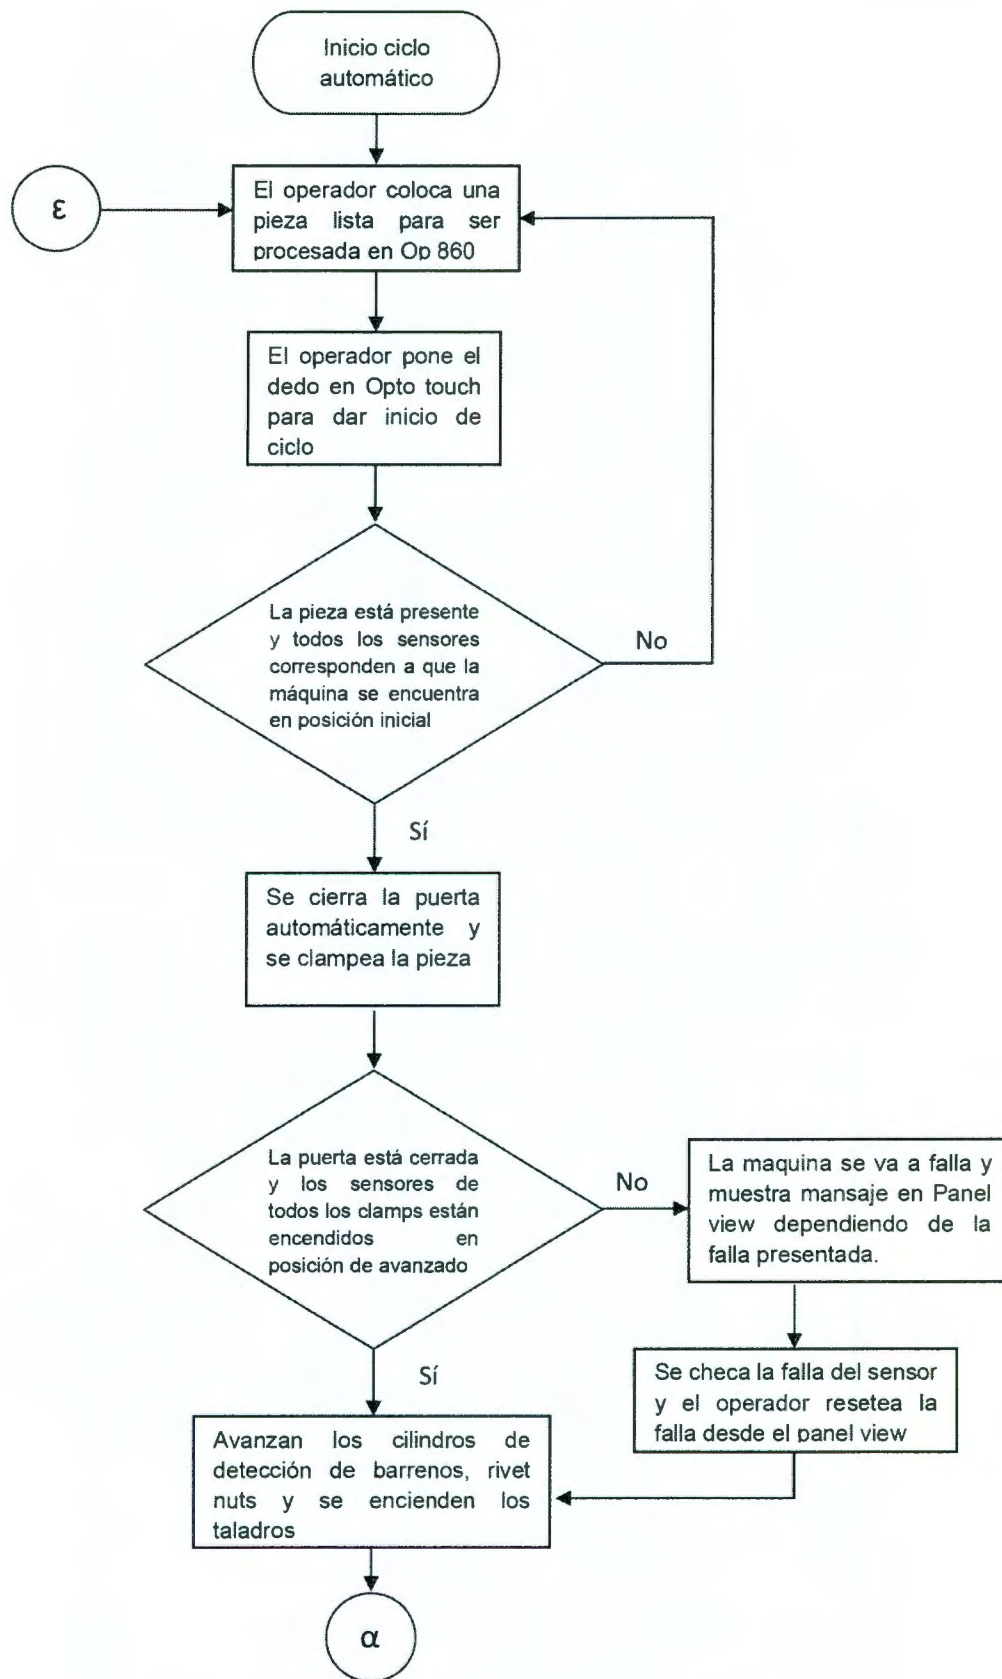 Inicio ciclo
automático
ε
El operador coloca una
pieza lista para ser
procesada en Op 860
El operador pone el
dedo en Opto touch
para dar inicio de
ciclo
La pieza está presente
y todos los sensores
corresponden a que la
máquina se encuentra
en posición inicial
No
Sí
Se cierra la puerta
automáticamente y
se clampea la pieza
La puerta está cerrada
y los sensores de
todos los clamps están
encendidos en
posición de avanzado
No
La maquina se va a falla y
muestra mansaje en Panel
view dependiendo de la
falla presentada.
Se checa la falla del sensor
y el operador resetea la
falla desde el panel view
Sí
Avanzan los cilindros de
detección de barrenos, rivet
nuts y se encienden los
taladros
α